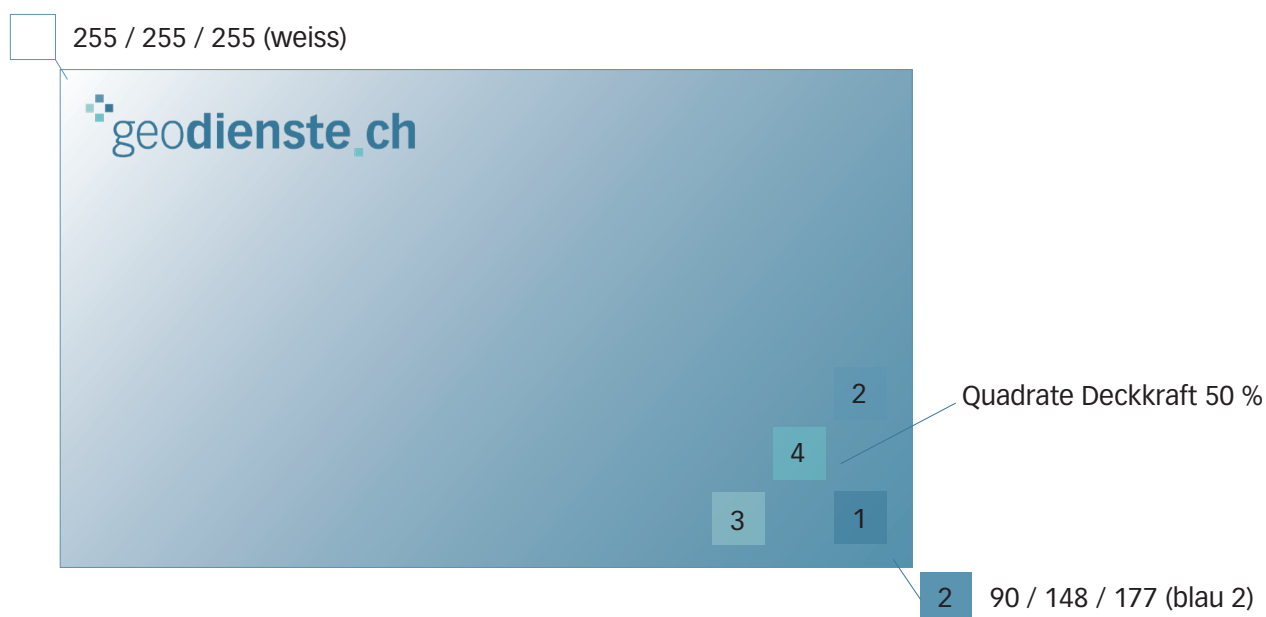 255 / 255 / 255 (weiss)
geodienste.ch
2
Quadrate Deckkraft 50 %
4
3
1
2 90 / 148 / 177 (blau 2)